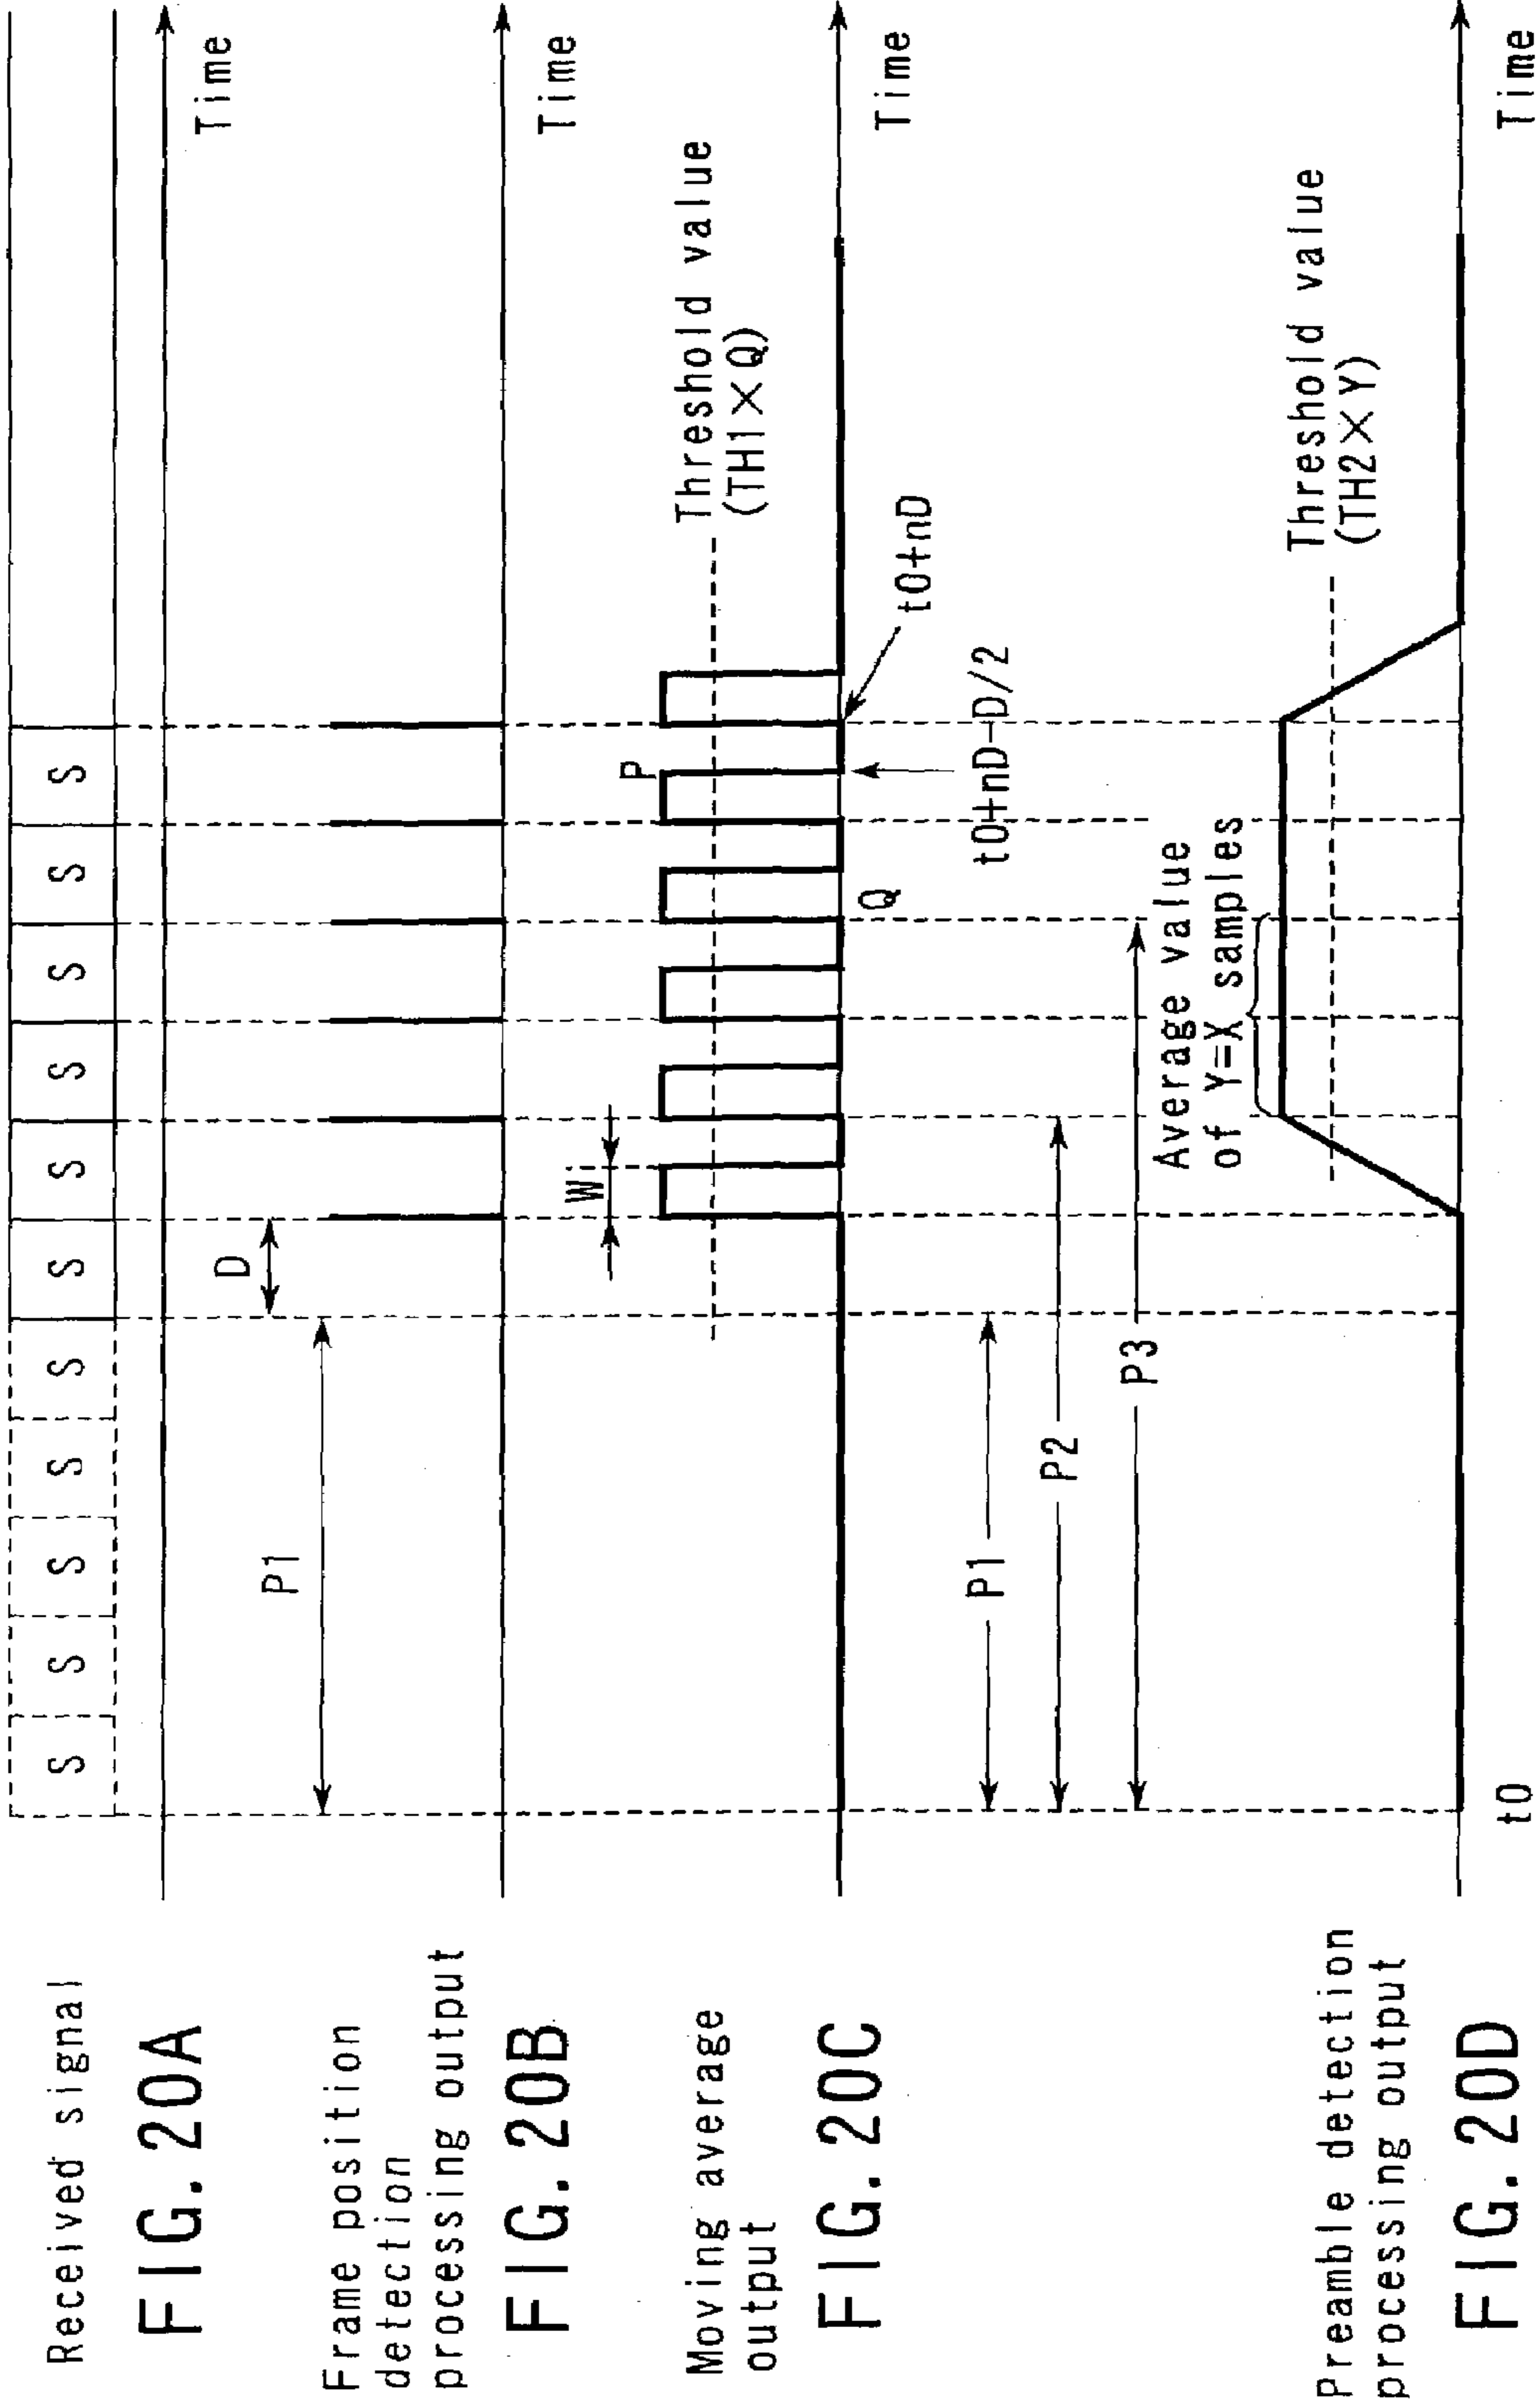 Received signal
FIG. 20A
S S S S S S S S S S S
Time
P1
D
Frame position
detection
processing output
FIG. 20B
Time
W
Moving average
output
FIG. 20C
P
Q
Threshold value
(TH1×Q)
Time
t0+nD
t0+nD-D/2
P1
P2
P3
Average value
of Y=X samples
Threshold value
(TH2×Y)
Preamble detection
processing output
FIG. 20D
t0
Time